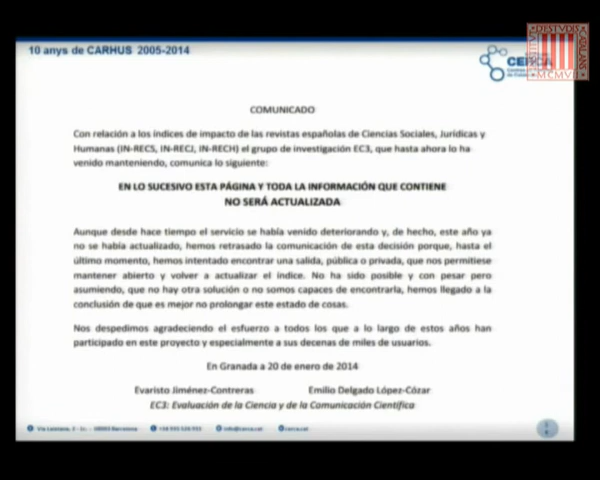 10 anys de CARHUS 2005-2014
CERCA
COMUNICADO
Con relación a los índices de impacto de las revistas españolas de Ciencias Sociales, Jurídicas y
Humanas (IN-RECS, IN-RECJ, IN-RECH) el grupo de investigación EC3, que hasta ahora lo ha
venido manteniendo, comunica lo siguiente:
EN LO SUCESIVO ESTA PÁGINA Y TODA LA INFORMACIÓN QUE CONTIENE
NO SERÁ ACTUALIZADA
Aunque desde hace tiempo el servicio se había venido deteriorando y, de hecho, este año ya
no se había actualizado, hemos retrasado la comunicación de esta decisión porque, hasta el
último momento, hemos intentado encontrar una salida, pública o privada, que nos permitiese
mantener abierto y volver a actualizar el índice. No ha sido posible y con pesar pero
asumiendo, que no hay otra solución o no somos capaces de encontrarla, hemos llegado a la
conclusión de que es mejor no prolongar este estado de cosas.
Nos despedimos agradeciendo el esfuerzo a todos los que a lo largo de estos años han
participado en este proyecto y especialmente a sus decenas de miles de usuarios.
En Granada a 20 de enero de 2014
Evaristo Jiménez-Contreras Emilio Delgado López-Cózar
EC3: Evaluación de la Ciencia y de la Comunicación Científica
info@cerca.cat cerca.cat